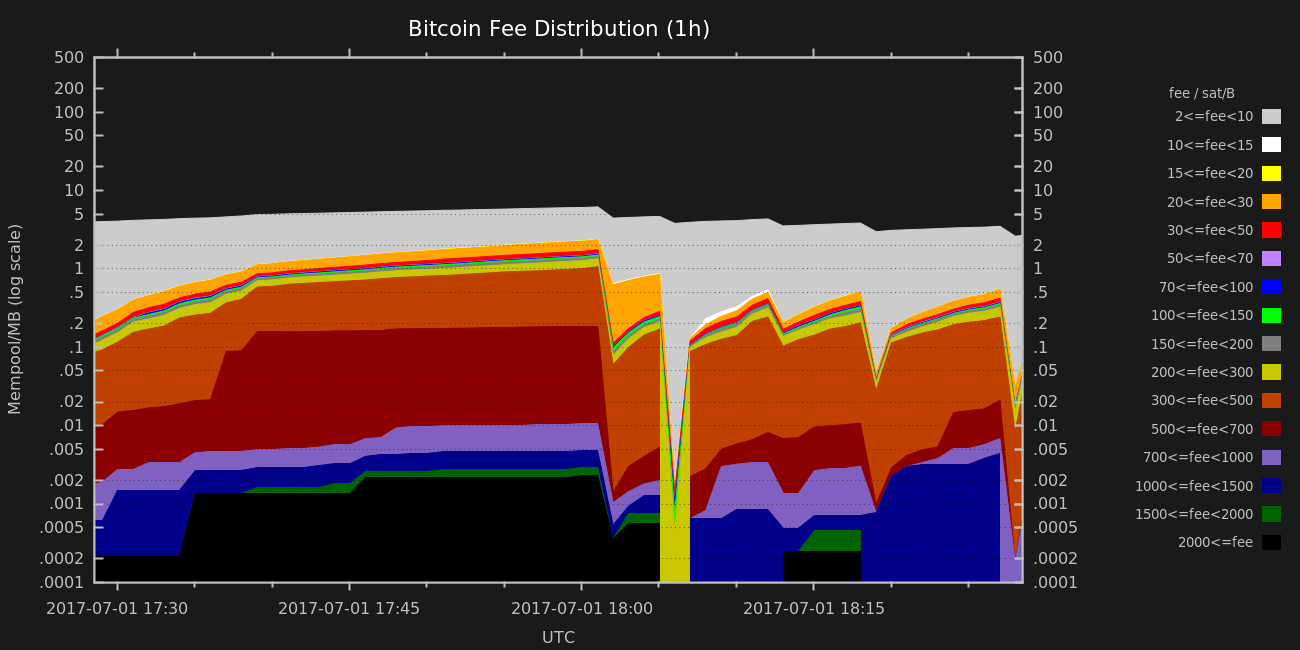 Bitcoin Fee Distribution (1h)
500 500
200 200
100 100
50 50
20 20
10 10
5 5
2 2
1 1
.5 .5
.2 .2
.1 .1
.05 .05
.02 .02
.01 .01
.005 .005
.002 .002
.001 .001
.0005 .0005
.0002 .0002
.0001 .0001
Mempool/MB (log scale)
2017-07-01 17:30 2017-07-01 17:45 2017-07-01 18:00 2017-07-01 18:15
UTC
fee / sat/B
2<=fee<10
10<=fee<15
15<=fee<20
20<=fee<30
30<=fee<50
50<=fee<70
70<=fee<100
100<=fee<150
150<=fee<200
200<=fee<300
300<=fee<500
500<=fee<700
700<=fee<1000
1000<=fee<1500
1500<=fee<2000
2000<=fee